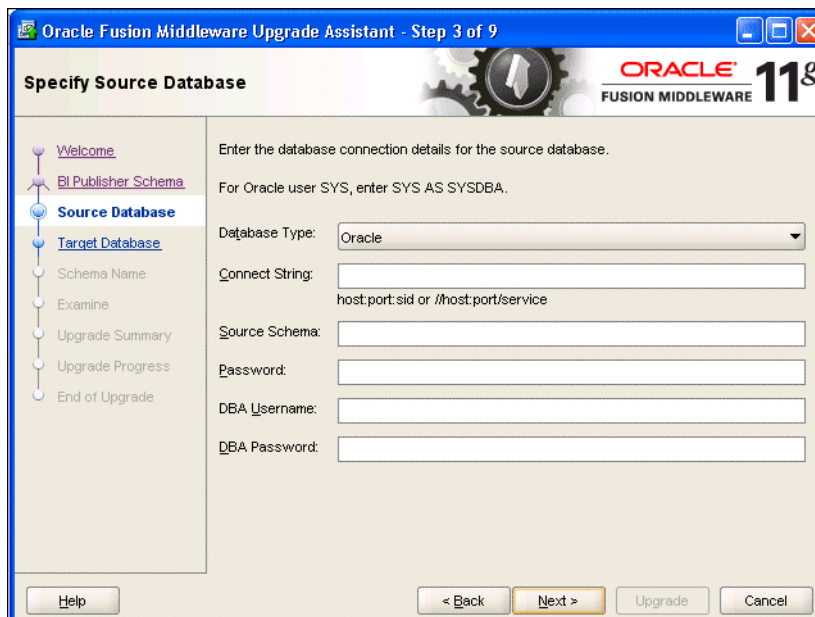 Oracle Fusion Middleware Upgrade Assistant - Step 3 of 9
Specify Source Database
ORACLE
FUSION MIDDLEWARE 11g
Welcome
BI Publisher Schema
Source Database
Target Database
Schema Name
Examine
Upgrade Summary
Upgrade Progress
End of Upgrade
Enter the database connection details for the source database.
For Oracle user SYS, enter SYS AS SYSDBA.
Database Type: Oracle
Connect String:
host:port:sid or //host:port/service
Source Schema:
Password:
DBA Username:
DBA Password:
Help
< Back
Next >
Upgrade
Cancel